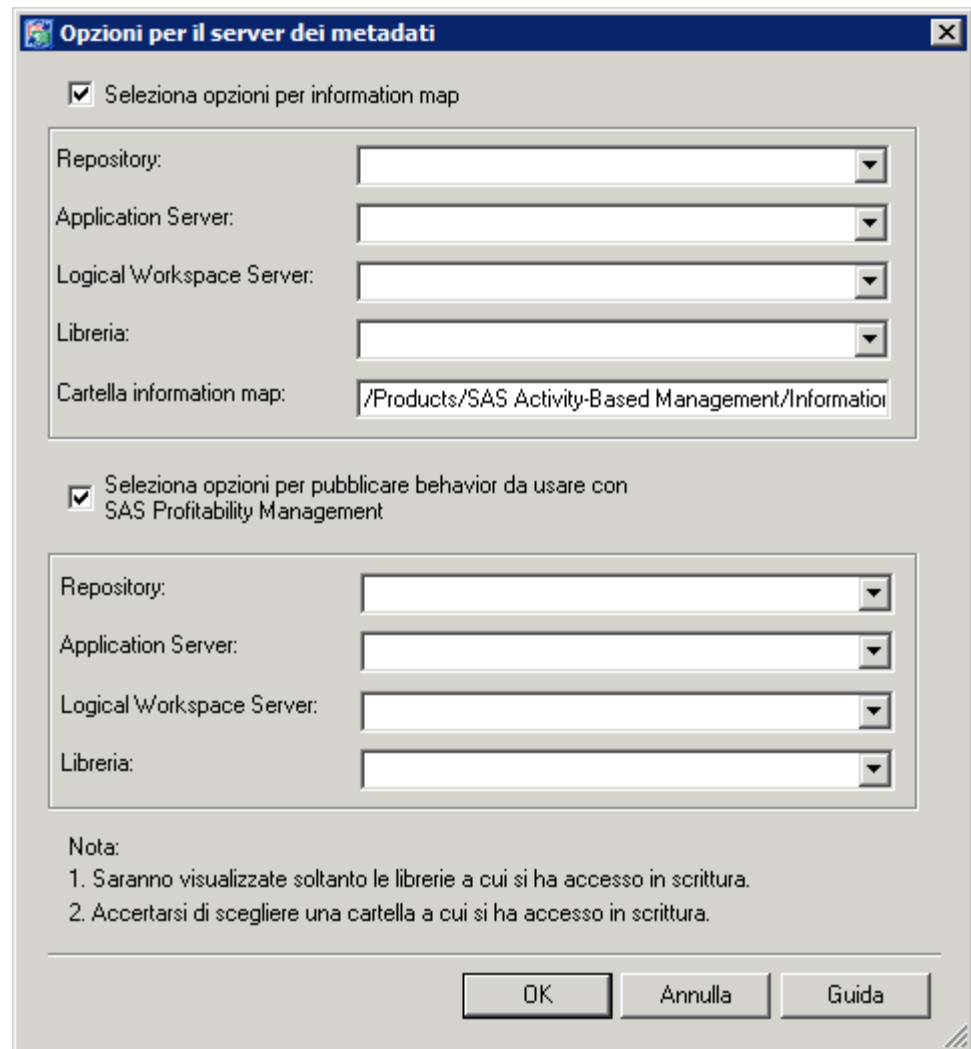 Opzioni per il server dei metadati
Seleziona opzioni per information map
Repository:
Application Server:
Logical Workspace Server:
Libreria:
Cartella information map: /Products/SAS Activity-Based Management/Information
Seleziona opzioni per pubblicare behavior da usare con
SAS Profitability Management
Repository:
Application Server:
Logical Workspace Server:
Libreria:
Nota:
1. Saranno visualizzate soltanto le librerie a cui si ha accesso in scrittura.
2. Accertarsi di scegliere una cartella a cui si ha accesso in scrittura.
OK Annulla Guida